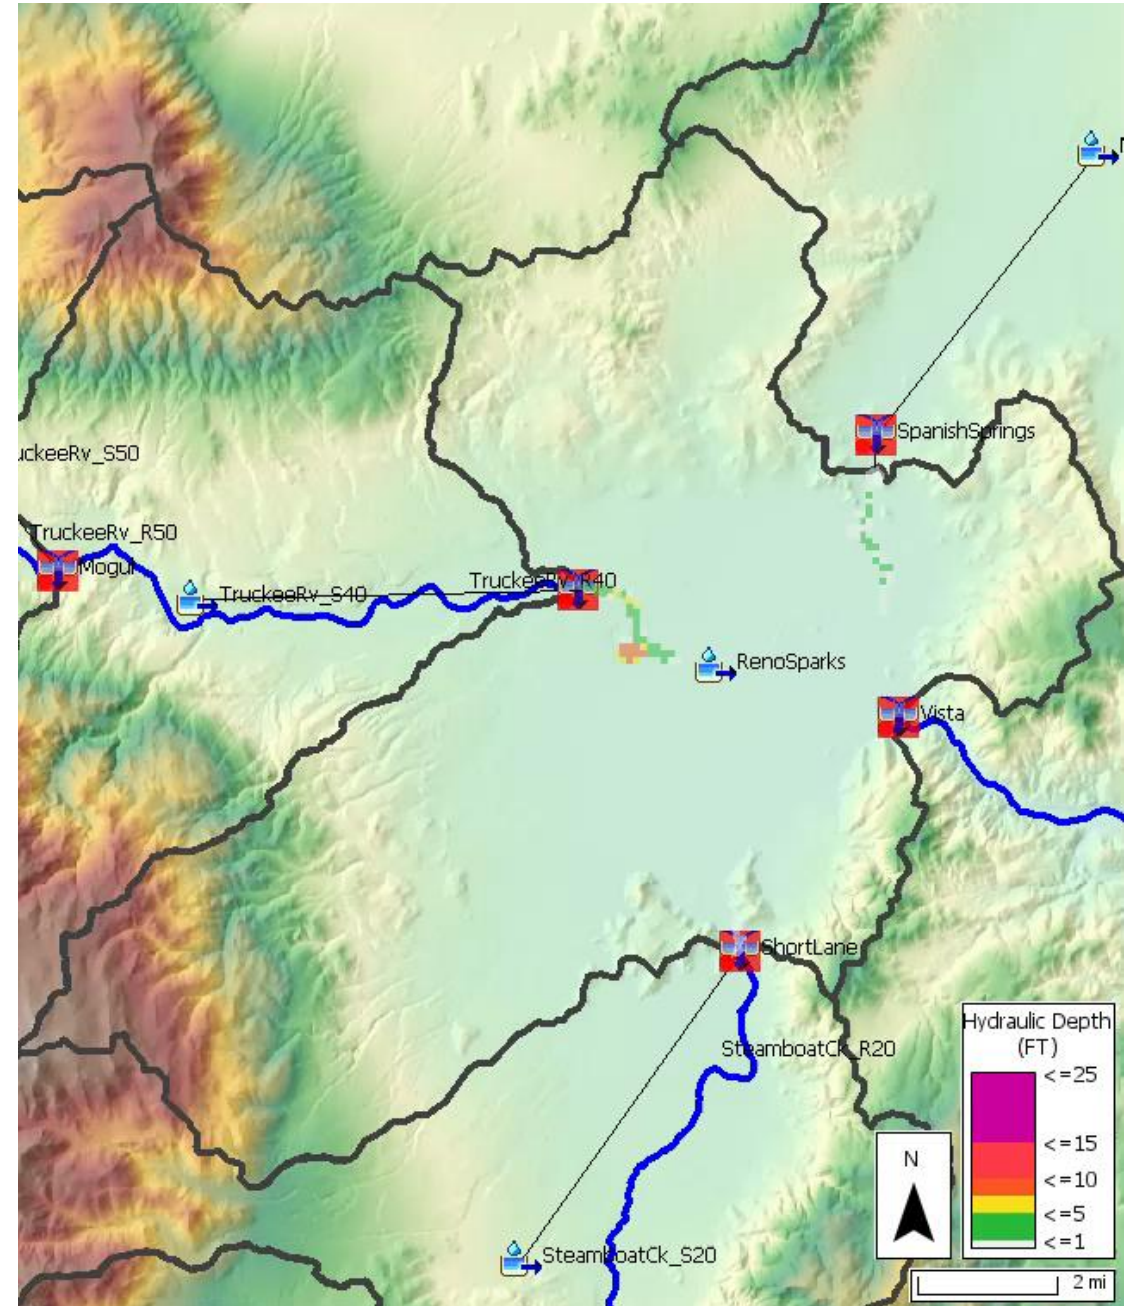 SpanishSprings
uckeeRv_S50
TruckeeRv_R50
Mogul
TruckeeRv_R40
TruckeeRv_S40
RenoSparks
Vista
ShortLane
SteamboatCk_R20
SteamboatCk_S20
Hydraulic Depth
(FT)
<=25
<=15
<=10
<=5
<=1
N
2 mi